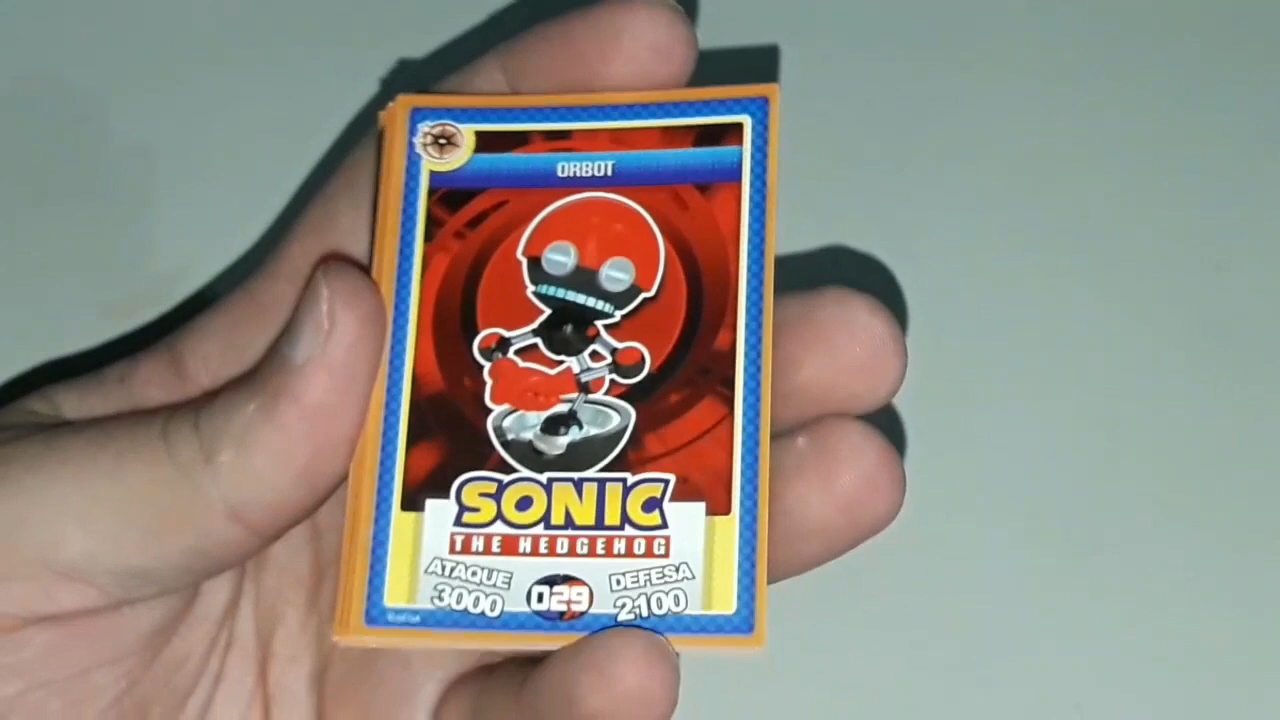 ORBOT
SONIC
THE HEDGEHOG
ATAQUE
3000
029
DEFESA
2100